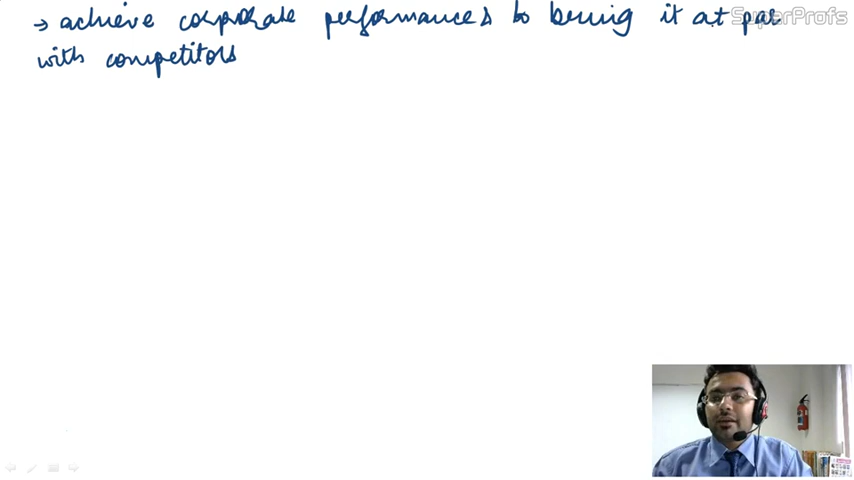 → achieve corporate performances to bring it at par
with competitors
SuperProfs